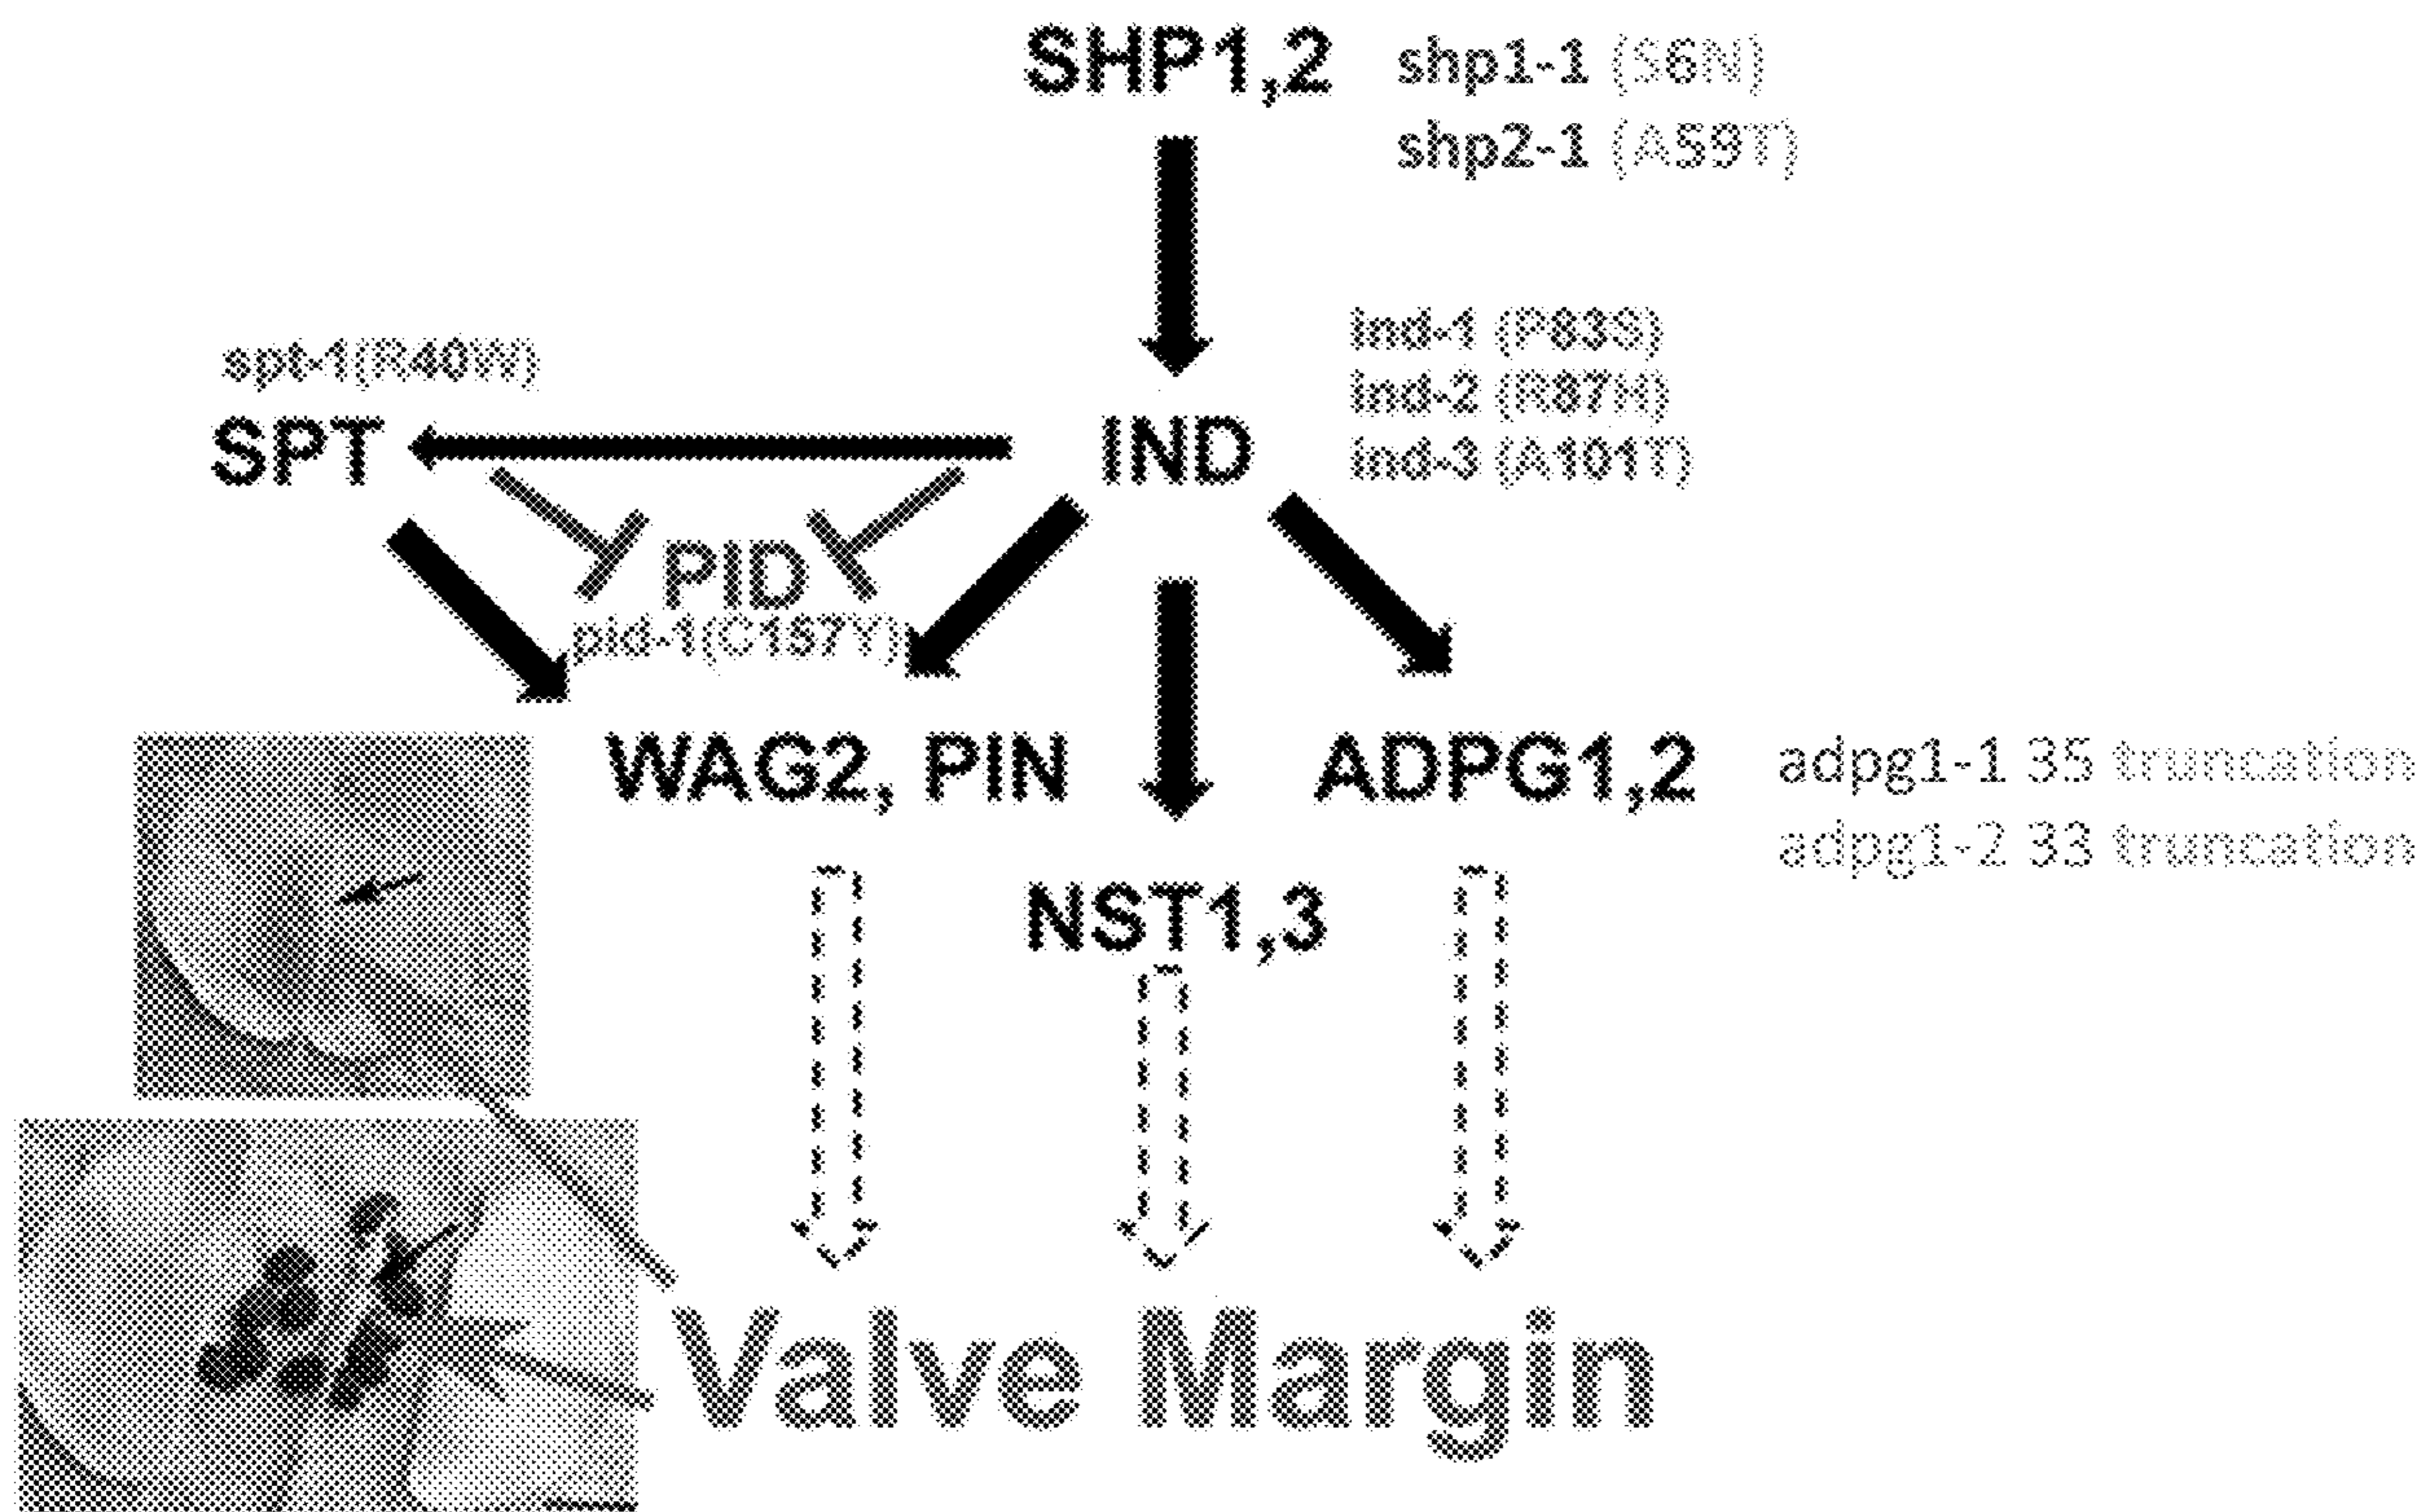 SHP1,2
shp1-1 (S6N)
shp2-1 (A59T)
spt-1(R40W)
SPT
IND
ind-1 (P83S)
ind-2 (R87H)
ind-3 (A101T)
PID
pid-1(C157Y)
WAG2, PIN
ADPG1,2
adpg1-1 35 truncation
adpg1-2 33 truncation
NST1,3
Valve Margin